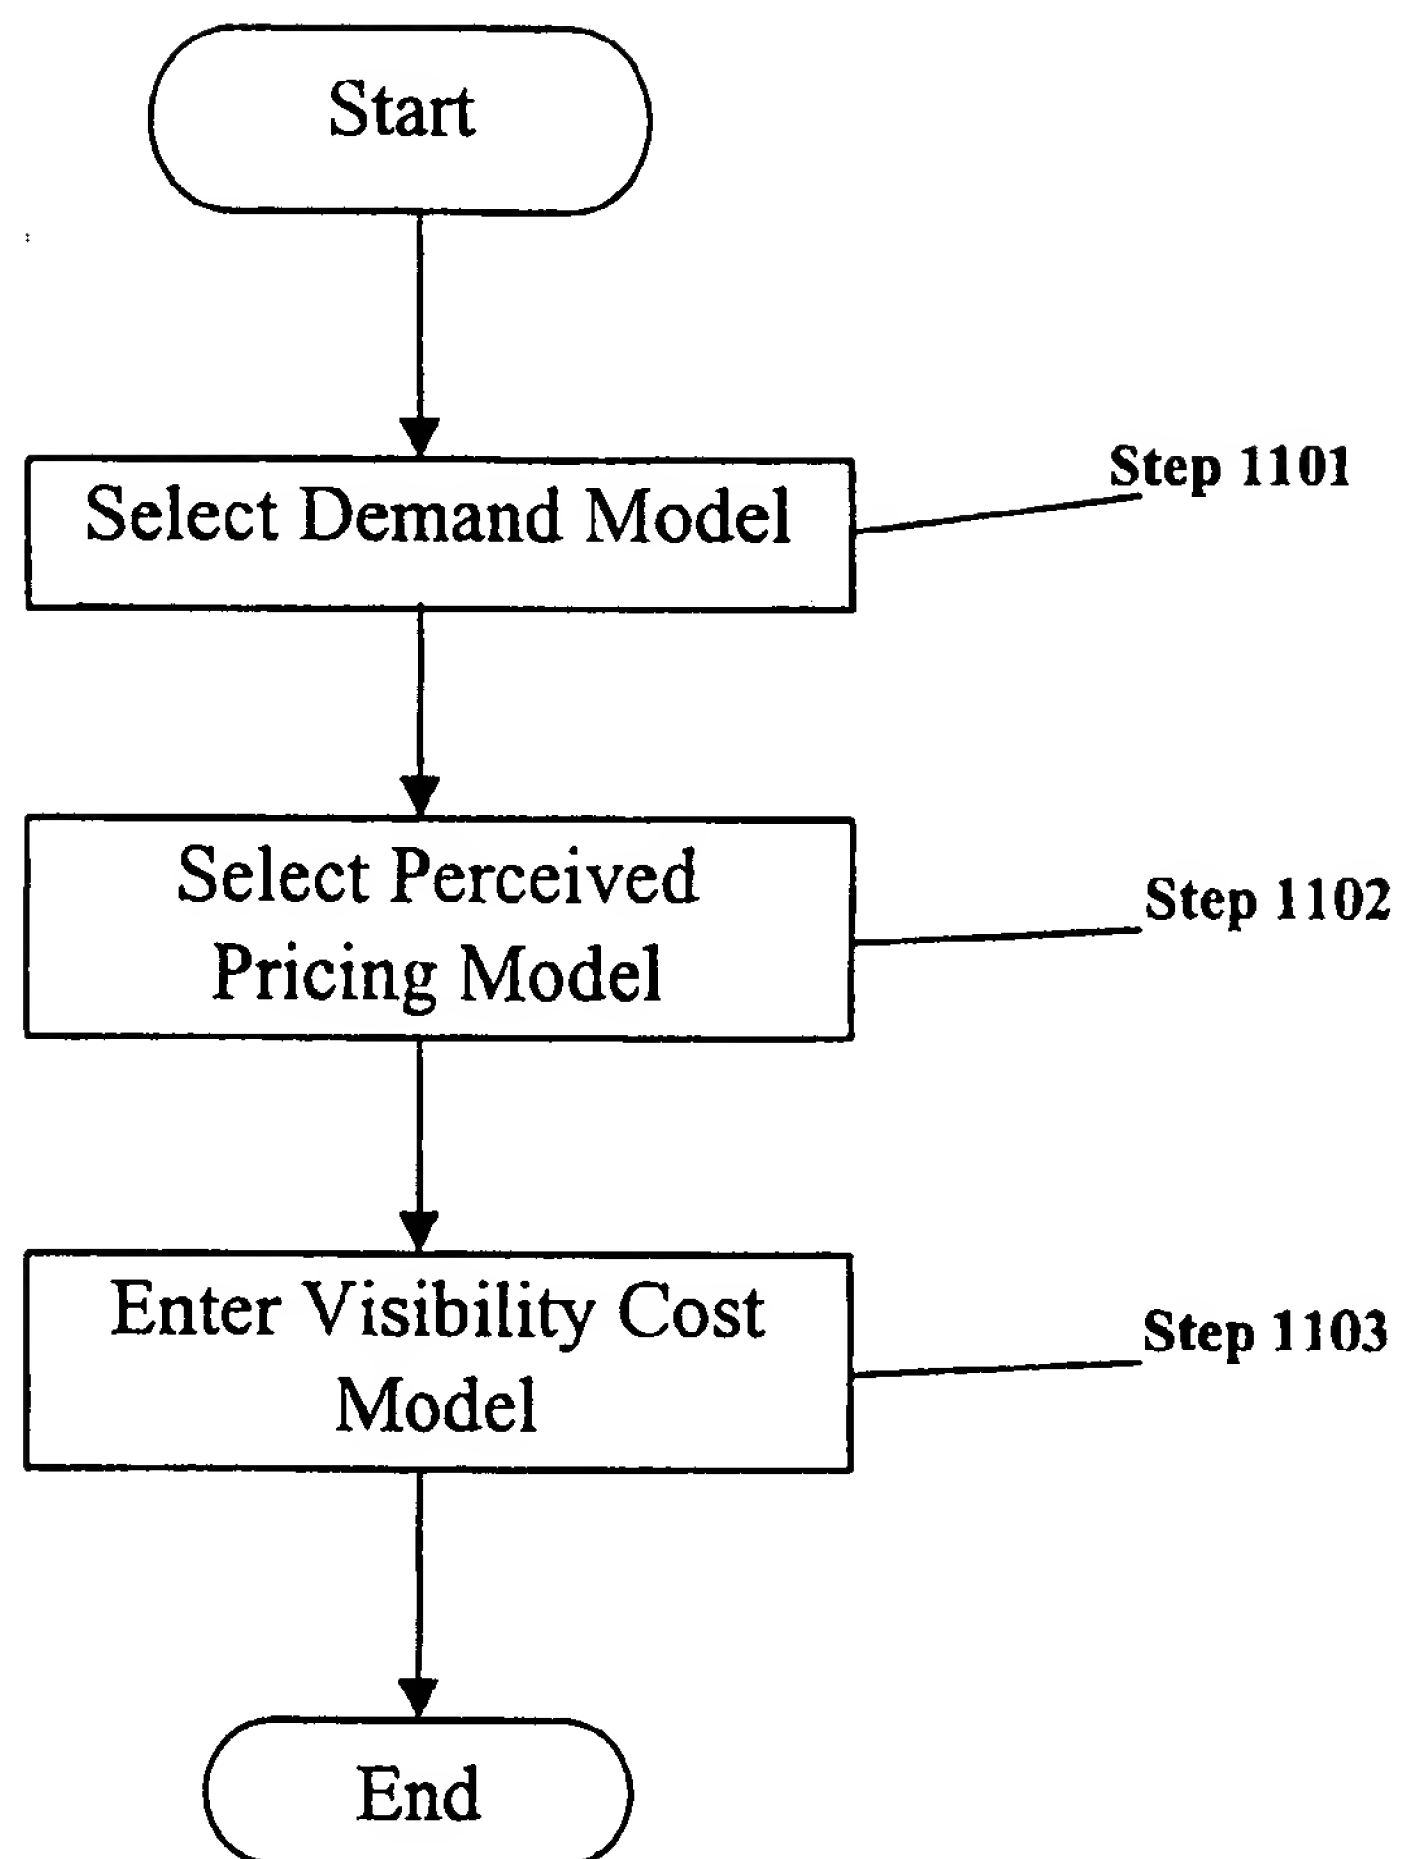 Start
Select Demand Model
Step 1101
Select Perceived
Pricing Model
Step 1102
Enter Visibility Cost
Model
Step 1103
End